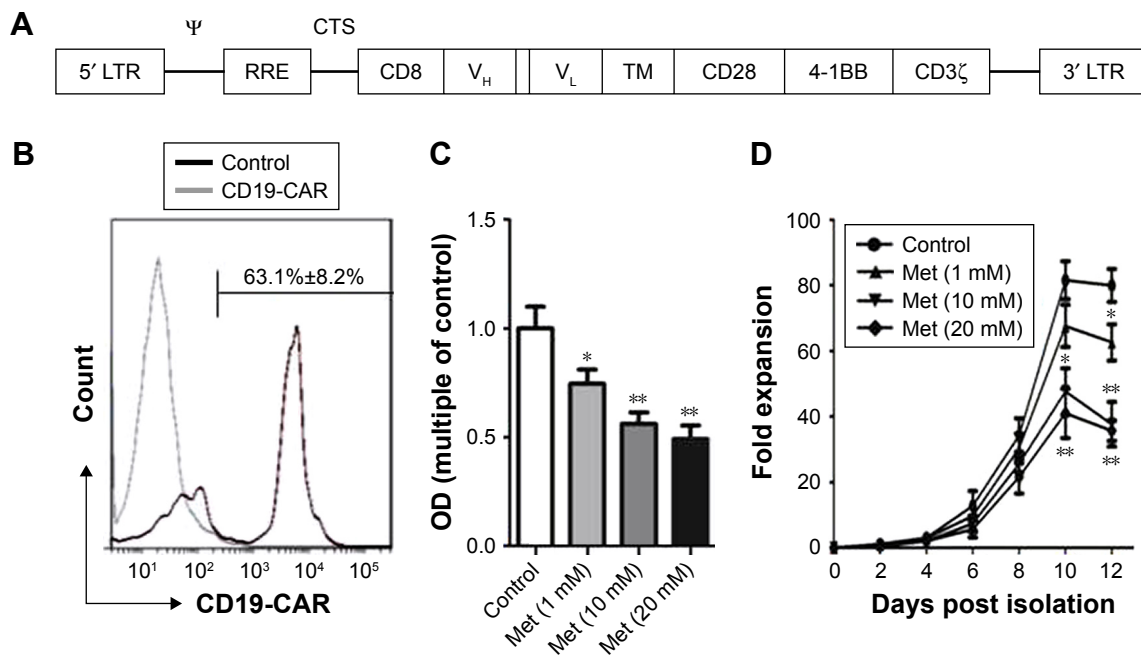 A
Ψ CTS
5′ LTR RRE CD8 VH VL TM CD28 4-1BB CD3ζ 3′ LTR
B
Control
CD19-CAR
63.1%±8.2%
Count
10¹ 10² 10³ 10⁴ 10⁵
CD19-CAR
C
OD (multiple of control)
1.5
1.0
0.5
0.0
*
**
**
Control
Met (1 mM)
Met (10 mM)
Met (20 mM)
D
Fold expansion
100
80
60
40
20
0
Control
Met (1 mM)
Met (10 mM)
Met (20 mM)
*
*
**
**
**
0 2 4 6 8 10 12
Days post isolation